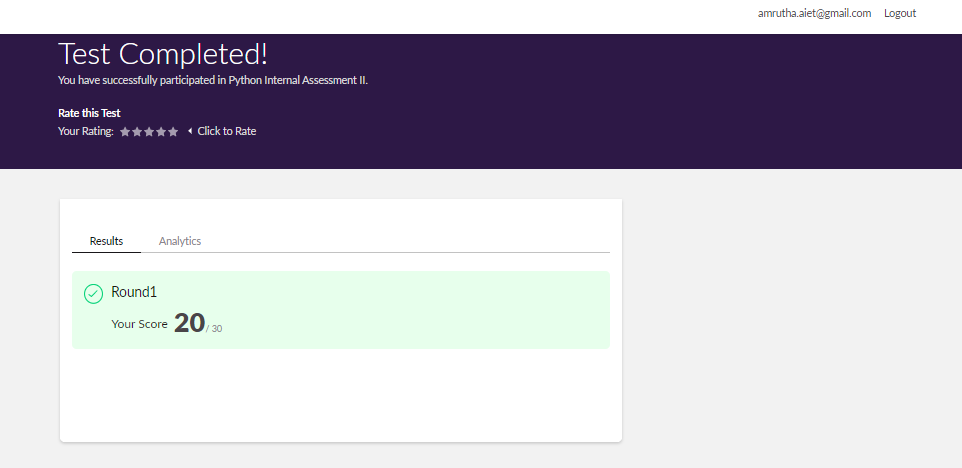 amrutha.aiet@gmail.com Logout
Test Completed!
You have successfully participated in Python Internal Assessment II.
Rate this Test
Your Rating: Click to Rate
Results Analytics
Round1
Your Score 20 / 30